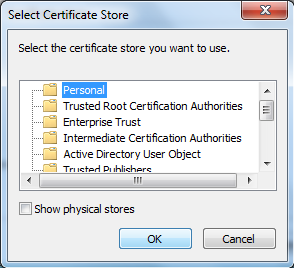 Select Certificate Store
Select the certificate store you want to use.
Personal
Trusted Root Certification Authorities
Enterprise Trust
Intermediate Certification Authorities
Active Directory User Object
Trusted Publishers
Show physical stores
OK
Cancel